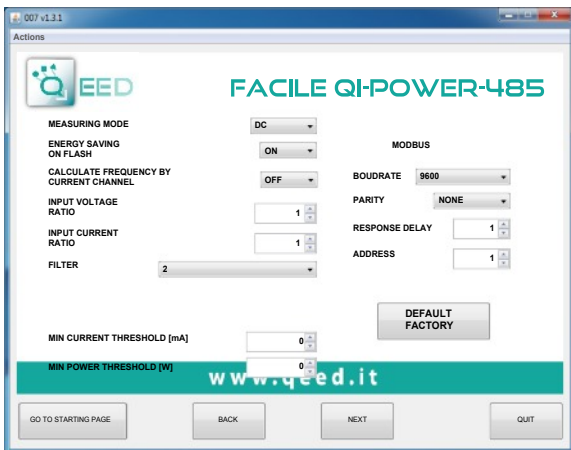 007 v1.3.1
Actions
QEED
FACILE QI-POWER-485
MEASURING MODE
DC
ENERGY SAVING
ON FLASH
ON
CALCULATE FREQUENCY BY
CURRENT CHANNEL
OFF
INPUT VOLTAGE
RATIO
1
INPUT CURRENT
RATIO
1
FILTER
2
MODBUS
BOUDRATE
9600
PARITY
NONE
RESPONSE DELAY
1
ADDRESS
1
DEFAULT
FACTORY
MIN CURRENT THRESHOLD [mA]
0
MIN POWER THRESHOLD [W]
0
www.qeed.it
GO TO STARTING PAGE
BACK
NEXT
QUIT